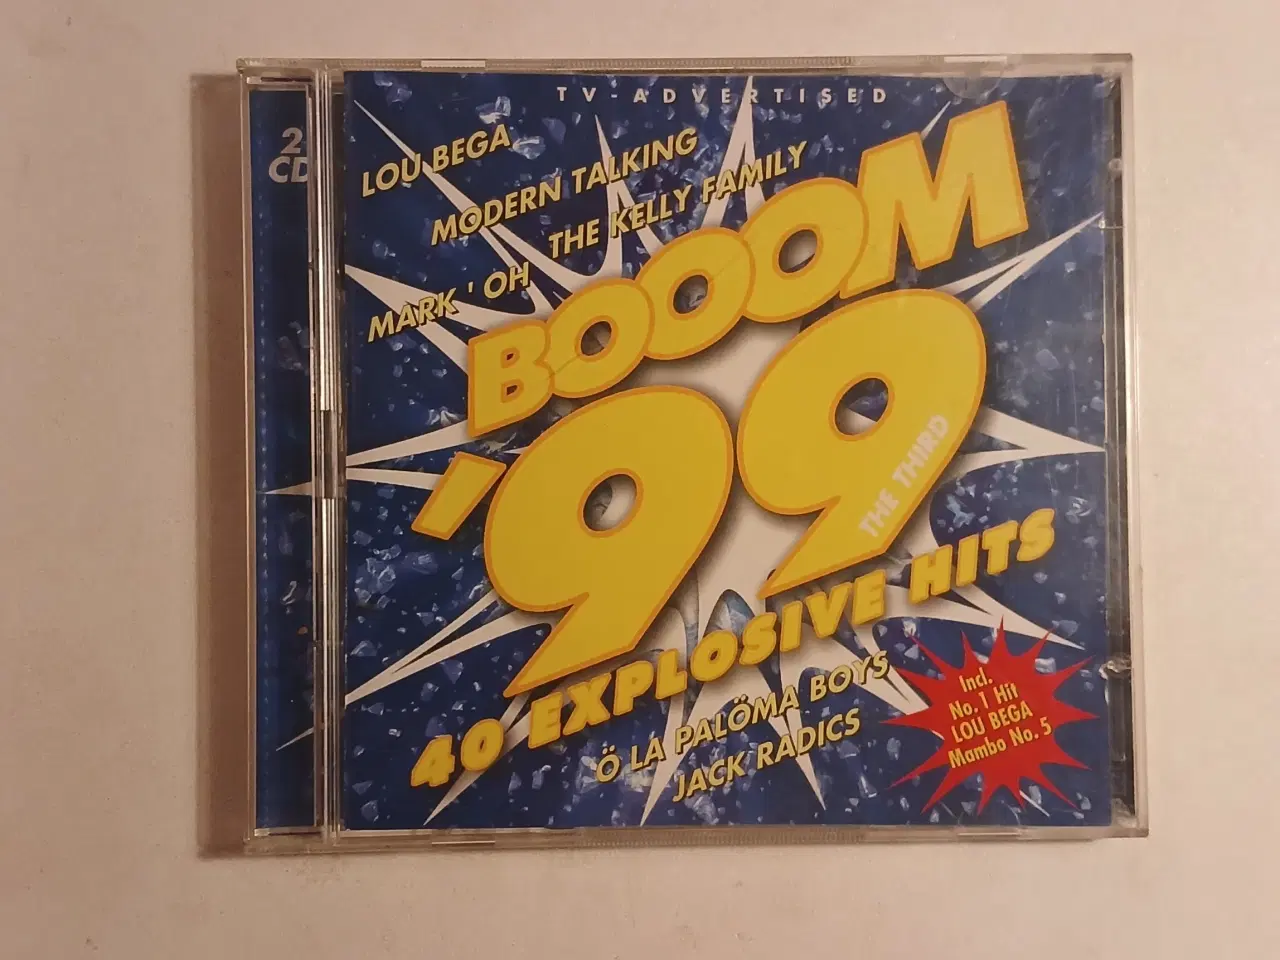 TV-ADVERTISED
2
CD
LOU BEGA
MODERN TALKING
THE KELLY FAMILY
MARK ' OH
BOOOM
'99
THE THIRD
40 EXPLOSIVE HITS
Ö LA PALÖMA BOYS
JACK RADICS
Incl.
No. 1 Hit
LOU BEGA
Mambo No. 5